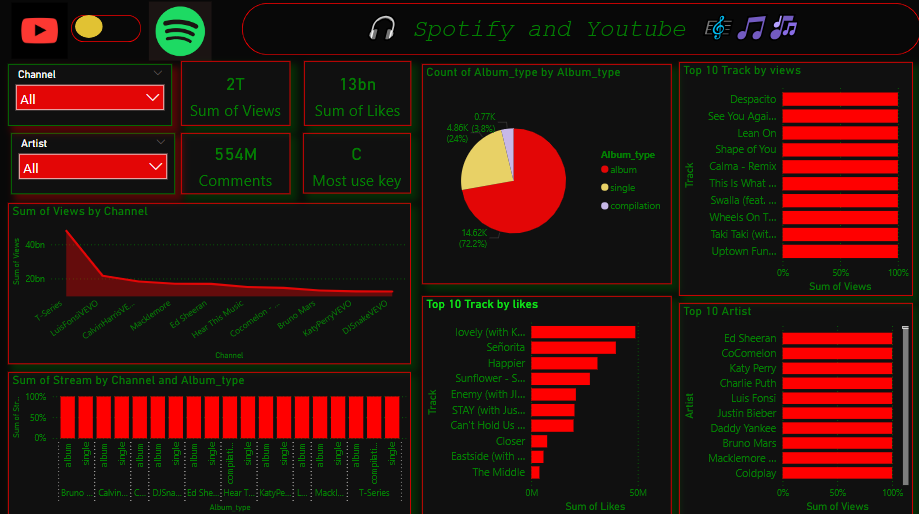 Spotify and Youtube
Channel
All
2T
Sum of Views
13bn
Sum of Likes
Artist
All
554M
Comments
C
Most use key
Sum of Views by Channel
Sum of Views
40bn
20bn
T-Series
LuisFonsiVEVO
CalvinHarrisVE...
Macklemore
Ed Sheeran
Hear This Music
Cocomelon - ...
Bruno Mars
KatyPerryVEVO
DJSnakeVEVO
Channel
Sum of Stream by Channel and Album_type
Sum of Str...
100%
50%
0%
album
single
album
single
album
album
single
album
single
compilati...
single
album
single
album
album
single
album
compilati...
single
Bruno ...
Calvin...
C...
DJSna...
Ed She...
Hear T...
KatyPe...
L...
Mackl...
T-Series
Album_type
Count of Album_type by Album_type
0.77K
(3.8%)
4.86K
(24%)
14.62K
(72.2%)
Album_type
album
single
compilation
Top 10 Track by likes
Track
lovely (with K...
Señorita
Happier
Sunflower - S...
Enemy (with JI...
STAY (with Jus...
Can't Hold Us ...
Closer
Eastside (with ...
The Middle
0M
50M
Sum of Likes
Top 10 Track by views
Track
Despacito
See You Agai...
Lean On
Shape of You
Calma - Remix
This Is What ...
Swalla (feat. ...
Wheels On T...
Taki Taki (wit...
Uptown Fun...
0%
50%
100%
Sum of Views
Top 10 Artist
Artist
Ed Sheeran
CoComelon
Katy Perry
Charlie Puth
Luis Fonsi
Justin Bieber
Daddy Yankee
Bruno Mars
Macklemore ...
Coldplay
0%
50%
100%
Sum of Views